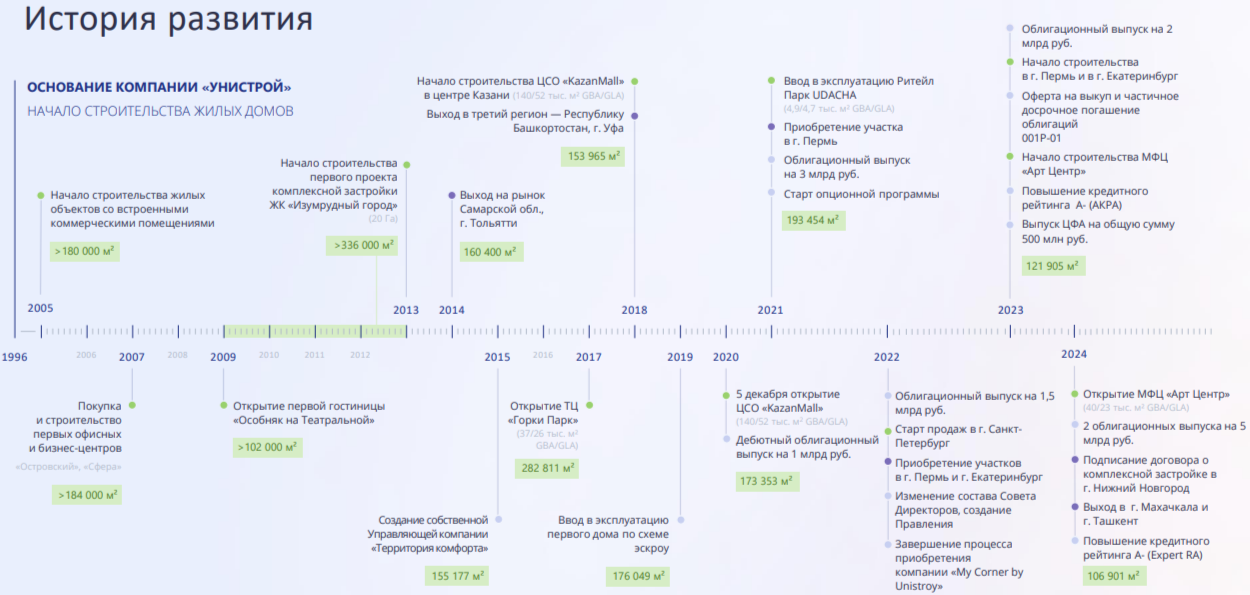 История развития
ОСНОВАНИЕ КОМПАНИИ «УНИСТРОЙ»
НАЧАЛО СТРОИТЕЛЬСТВА ЖИЛЫХ ДОМОВ
Начало строительства жилых
объектов со встроенными
коммерческими помещениями
>180 000 м²
2005
Начало строительства
первого проекта
комплексной застройки
ЖК «Изумрудный город»
(20 Га)
>336 000 м²
2013
Выход на рынок
Самарской обл.,
г. Тольятти
160 400 м²
2014
Начало строительства ЦСО «KazanMall»
в центре Казани (140/52 тыс. м² GBA/GLA)
Выход в третий регион — Республику
Башкортостан, г. Уфа
153 965 м²
2018
Ввод в эксплуатацию Ритейл
Парк UDACHA
(4,9/4,7 тыс. м² GBA/GLA)
Приобретение участка
в г. Пермь
Облигационный выпуск
на 3 млрд руб.
Старт опционной программы
193 454 м²
2021
Облигационный выпуск на 2
млрд руб.
Начало строительства
в г. Пермь и в г. Екатеринбург
Оферта на выкуп и частичное
досрочное погашение
облигаций
001P-01
Начало строительства МФЦ
«Арт Центр»
Повышение кредитного
рейтинга А- (АКРА)
Выпуск ЦФА на общую сумму
500 млн руб.
121 905 м²
2023
1996
2006
2007
2008
2009
2010
2011
2012
2015
2016
2017
2019
2020
2022
2024
Покупка
и строительство
первых офисных
и бизнес-центров
«Островский», «Сфера»
>184 000 м²
Открытие первой гостиницы
«Особняк на Театральной»
>102 000 м²
Создание собственной
Управляющей компании
«Территория комфорта»
155 177 м²
Открытие ТЦ
«Горки Парк»
(37/26 тыс. м²
GBA/GLA)
282 811 м²
Ввод в эксплуатацию
первого дома по схеме
эскроу
176 049 м²
5 декабря открытие
ЦСО «KazanMall»
(140/52 тыс. м² GBA/GLA)
Дебютный облигационный
выпуск на 1 млрд руб.
173 353 м²
Облигационный выпуск на 1,5
млрд руб.
Старт продаж в г. Санкт-
Петербург
Приобретение участков
в г. Пермь и г. Екатеринбург
Изменение состава Совета
Директоров, создание
Правления
Завершение процесса
приобретения
компании «My Corner by
Unistroy»
Открытие МФЦ «Арт Центр»
(40/23 тыс. м² GBA/GLA)
2 облигационных выпуска на 5
млрд руб.
Подписание договора о
комплексной застройке в
г. Нижний Новгород
Выход в г. Махачкала и
г. Ташкент
Повышение кредитного
рейтинга А- (Expert RA)
106 901 м²